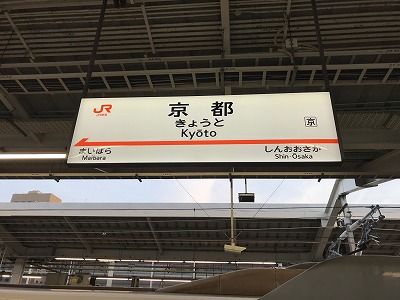 JR
京都
きょうと
Kyōto
京
まいばら
Maibara
しんおおさか
Shin-Ōsaka